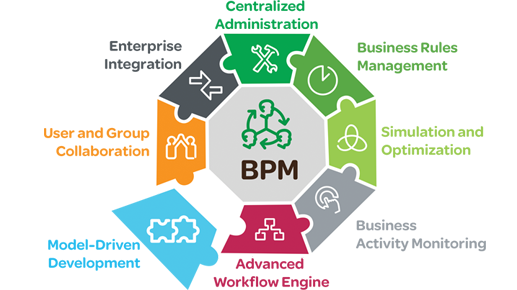 Centralized
Administration
Enterprise
Integration
Business Rules
Management
User and Group
Collaboration
BPM
Simulation and
Optimization
Model-Driven
Development
Advanced
Workflow Engine
Business
Activity Monitoring